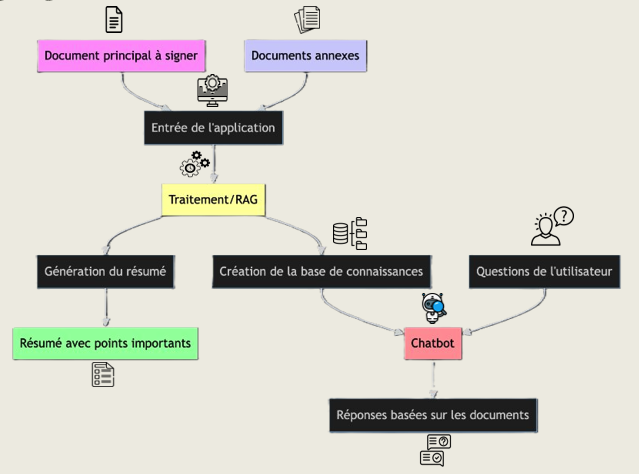 Document principal à signer
Documents annexes
Entrée de l'application
Traitement/RAG
Génération du résumé
Création de la base de connaissances
Questions de l'utilisateur
Résumé avec points importants
Chatbot
Réponses basées sur les documents